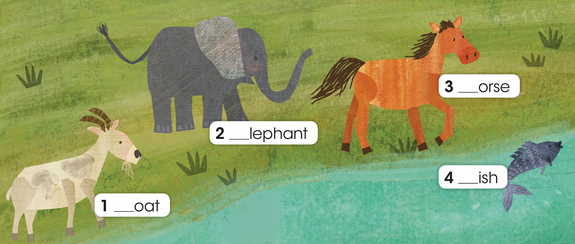 1 __oat
2 __lephant
3 __orse
4 __ish